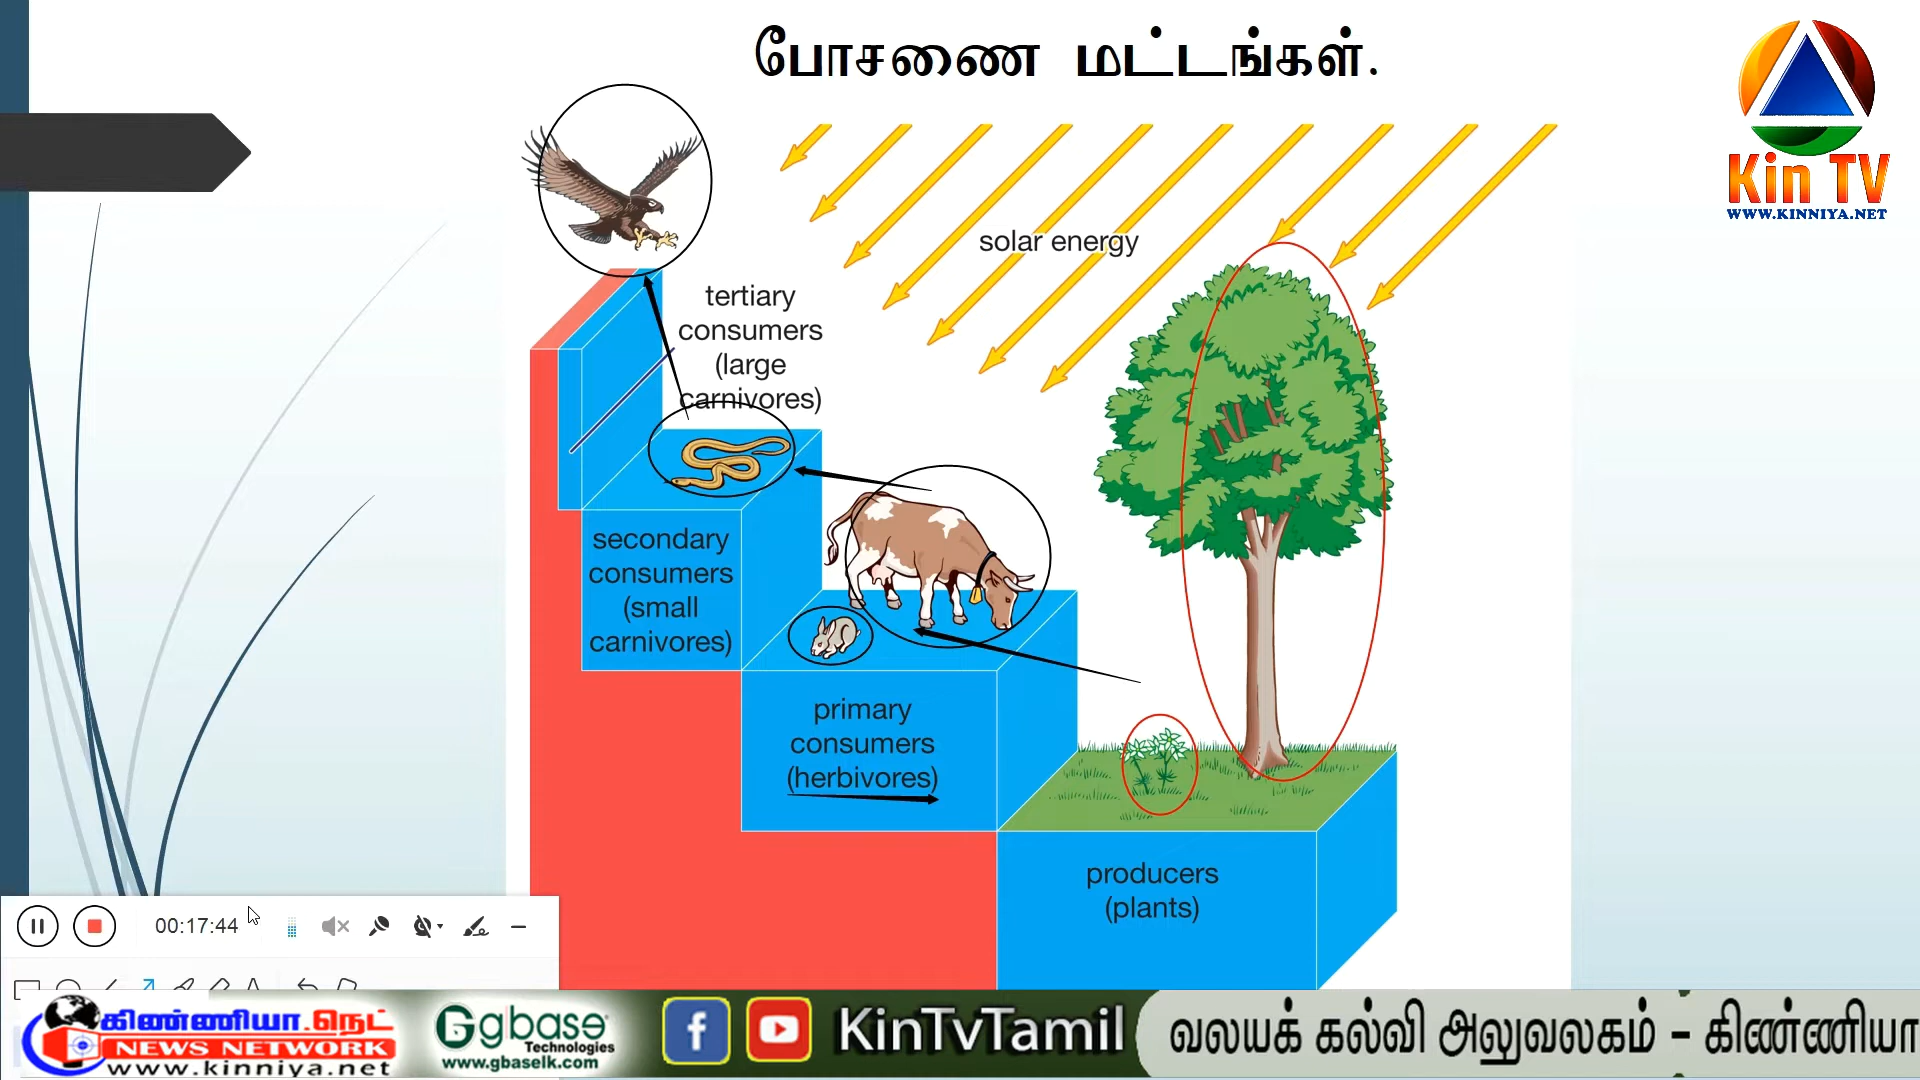 போசணை மட்டங்கள்.
Kin TV
WWW.KINNIYA.NET
solar energy
tertiary
consumers
(large
carnivores)
secondary
consumers
(small
carnivores)
primary
consumers
(herbivores)
producers
(plants)
00:17:44
கிண்ணியா.நெட்
NEWS NETWORK
www.kinniya.net
gbase
Technologies
www.gbaselk.com
KinTvTamil
வலயக் கல்வி அலுவலகம் - கிண்ணியா